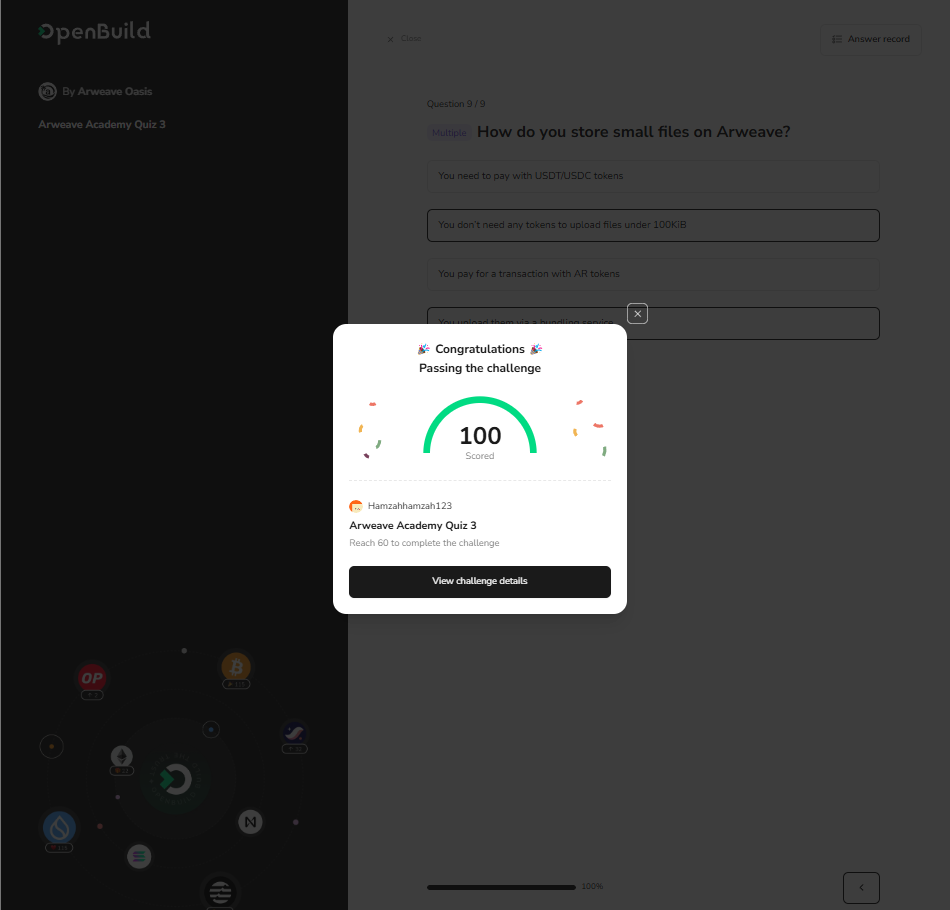 OpenBuild
By Arweave Oasis
Arweave Academy Quiz 3
Close
Answer record
Question 9 / 9
Multiple How do you store small files on Arweave?
You need to pay with USDT/USDC tokens
You don't need any tokens to upload files under 100KiB
You pay for a transaction with AR tokens
You upload them via a bundling service
Congratulations
Passing the challenge
100
Scored
Hamzahhamzah123
Arweave Academy Quiz 3
Reach 60 to complete the challenge
View challenge details
OP
100%